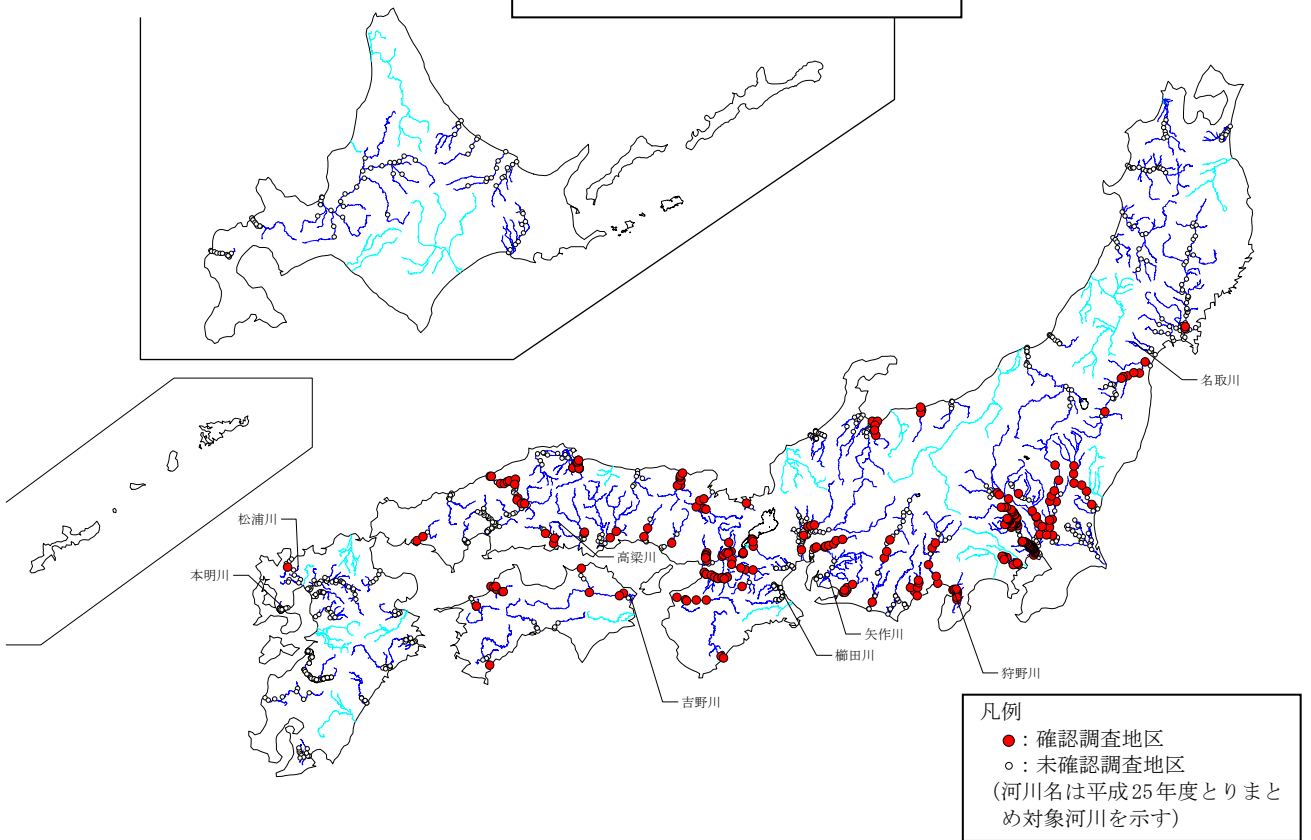 名取川
松浦川
高梁川
本明川
矢作川
櫛田川
狩野川
吉野川
凡例
●：確認調査地区
○：未確認調査地区
(河川名は平成25年度とりまと
め対象河川を示す)